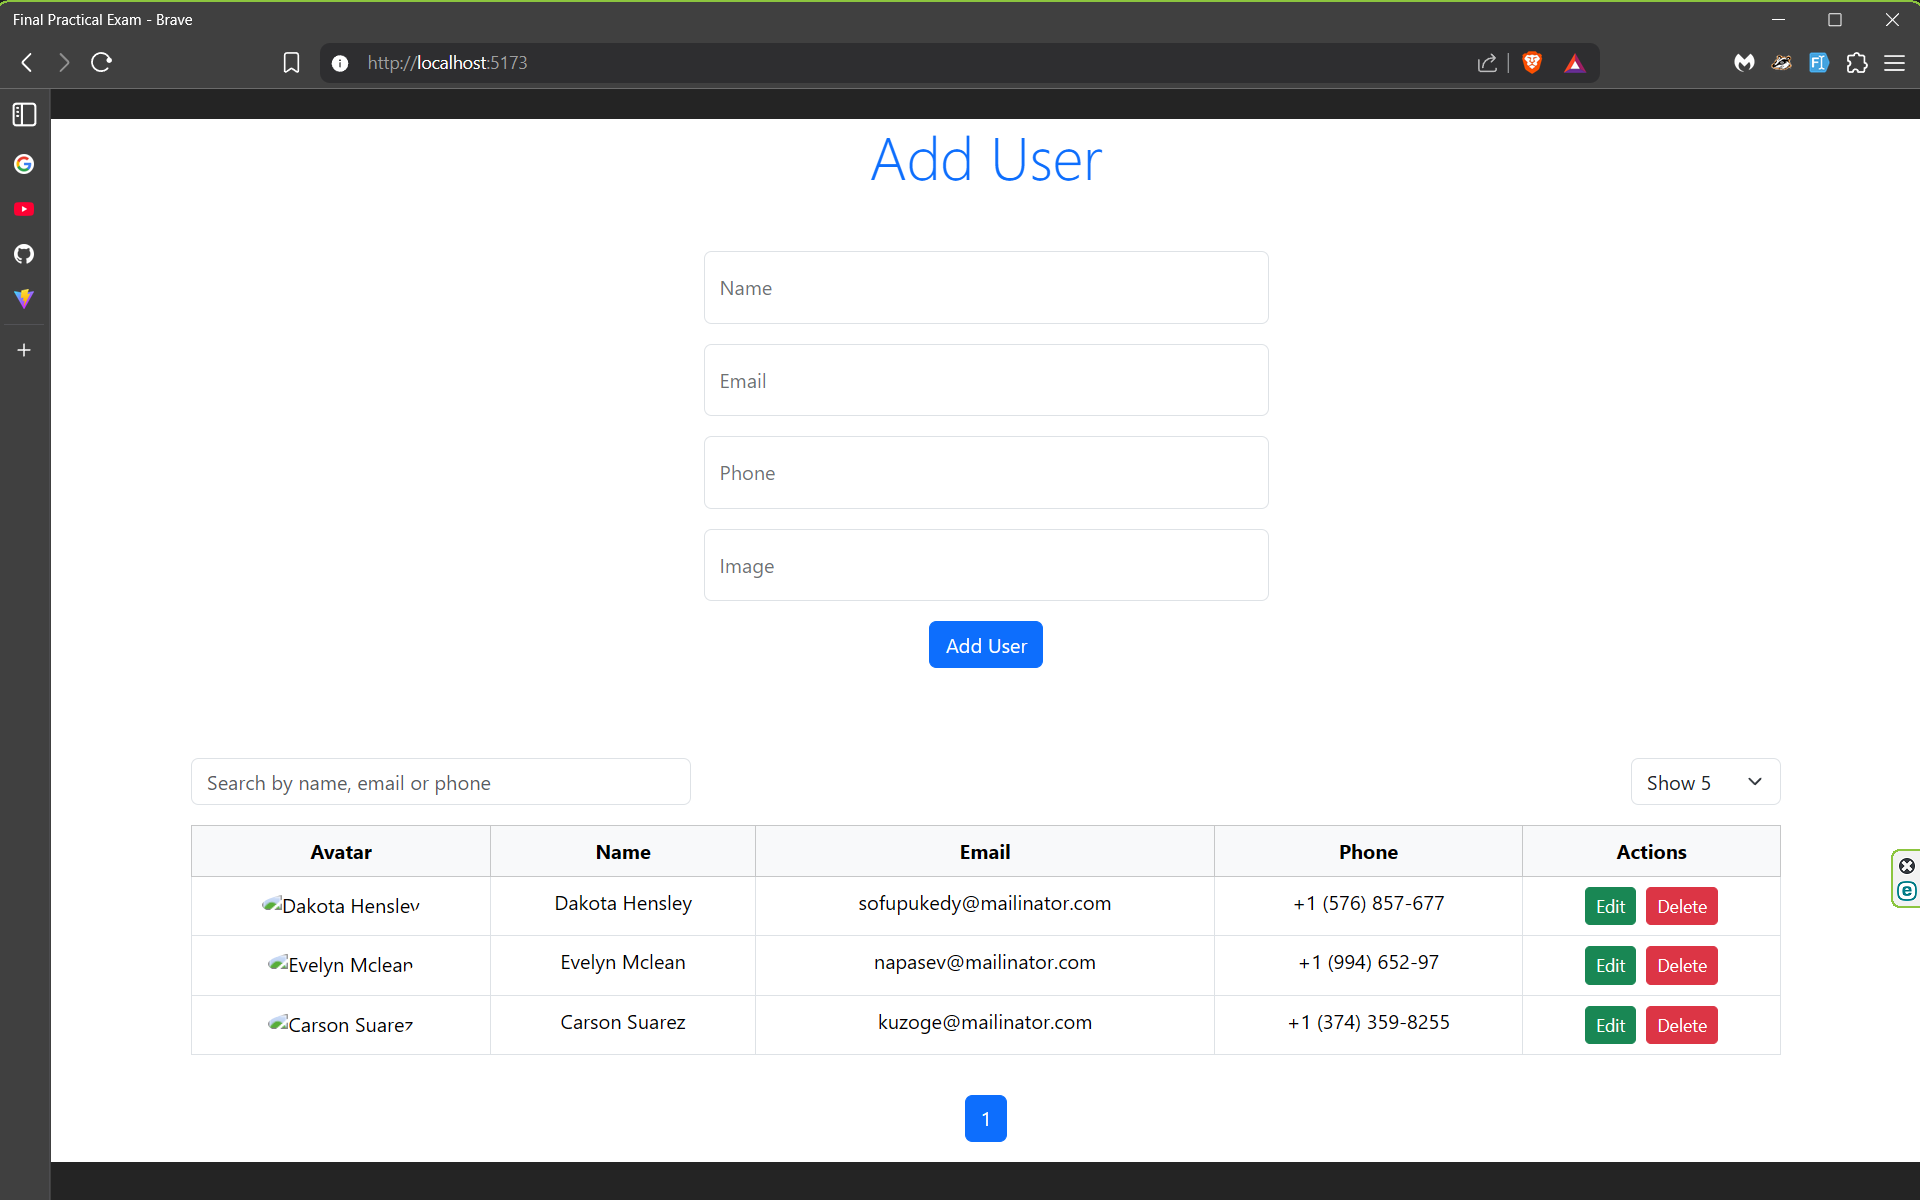 Final Practical Exam - Brave
http://localhost:5173
Add User
Name
Email
Phone
Image
Add User
Search by name, email or phone
Show 5
Avatar Name Email Phone Actions
Dakota Hensley Dakota Hensley sofupukedy@mailinator.com +1 (576) 857-677 Edit Delete
Evelyn Mclean Evelyn Mclean napasev@mailinator.com +1 (994) 652-97 Edit Delete
Carson Suarez Carson Suarez kuzoge@mailinator.com +1 (374) 359-8255 Edit Delete
1